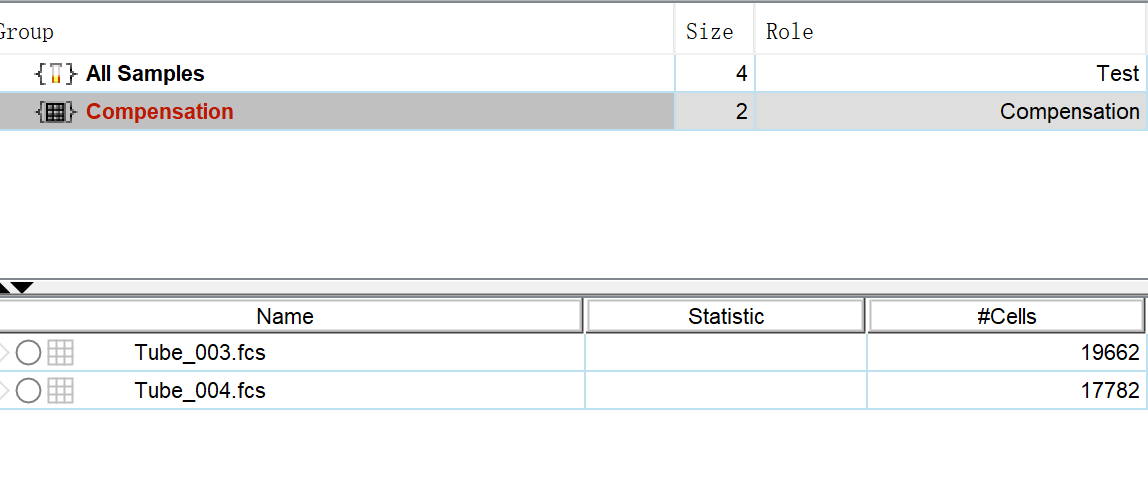 Group Size Role
All Samples 4 Test
Compensation 2 Compensation
Name Statistic #Cells
Tube_003.fcs 19662
Tube_004.fcs 17782